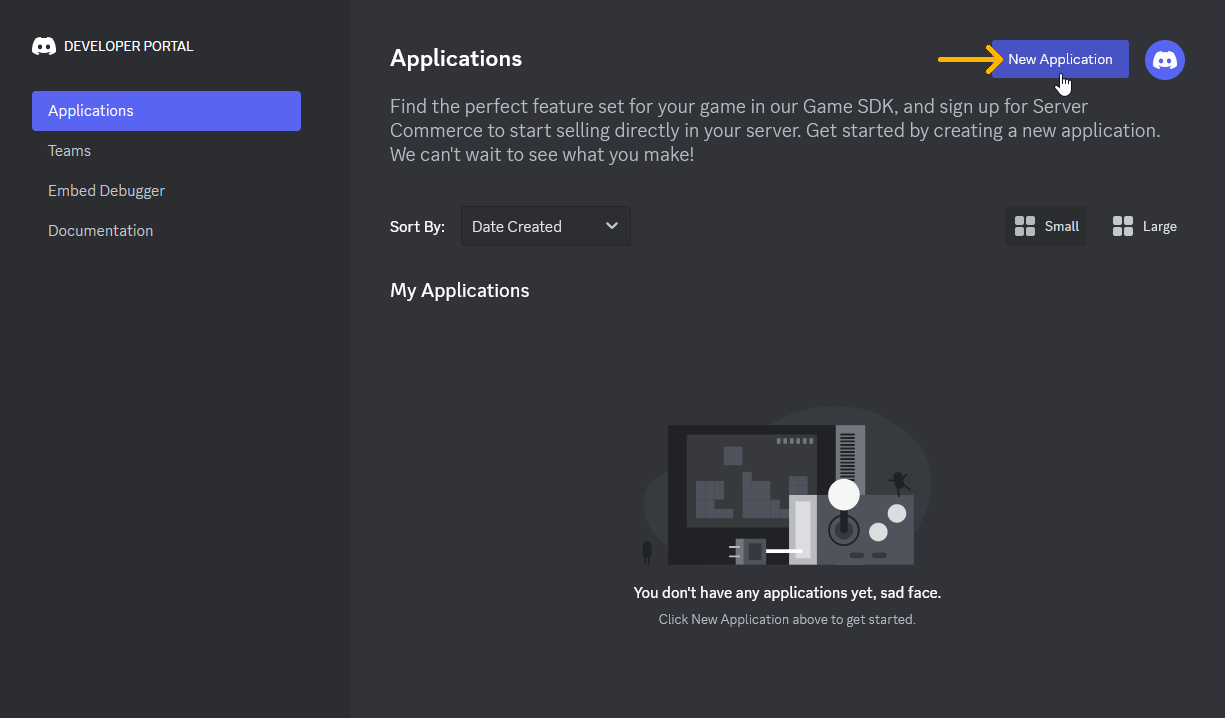 DEVELOPER PORTAL
Applications
Teams
Embed Debugger
Documentation
Applications
New Application
Find the perfect feature set for your game in our Game SDK, and sign up for Server
Commerce to start selling directly in your server. Get started by creating a new application.
We can't wait to see what you make!
Sort By:
Date Created
Small
Large
My Applications
You don't have any applications yet, sad face.
Click New Application above to get started.